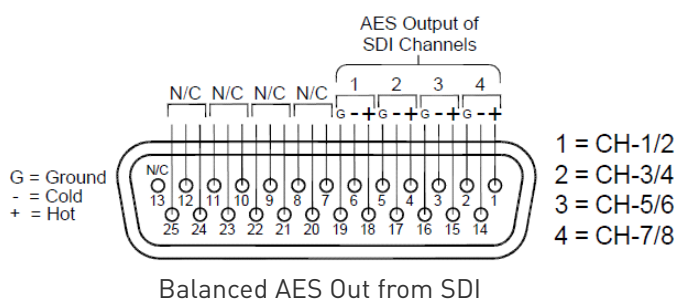 AES Output of
SDI Channels
N/C N/C N/C N/C 1 2 3 4
G - + G - + G - + G - +
G = Ground
- = Cold
+ = Hot
N/C
13 12 11 10 9 8 7 6 5 4 3 2 1
25 24 23 22 21 20 19 18 17 16 15 14
1 = CH-1/2
2 = CH-3/4
3 = CH-5/6
4 = CH-7/8
Balanced AES Out from SDI